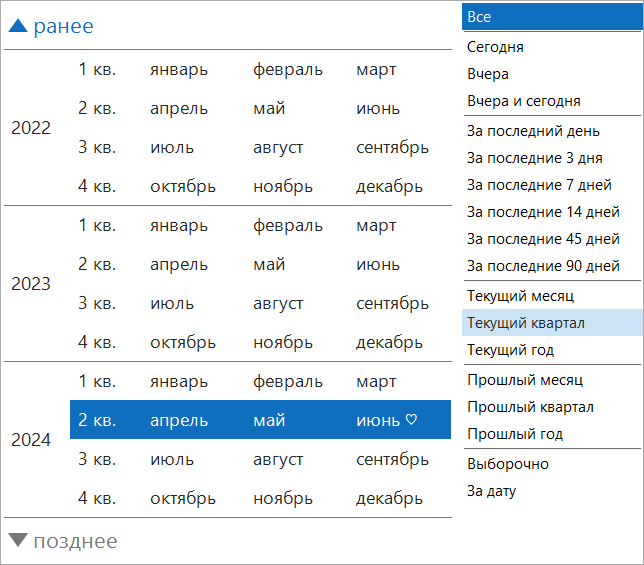 ранее
1 кв. январь февраль март
2 кв. апрель май июнь
2022
3 кв. июль август сентябрь
4 кв. октябрь ноябрь декабрь
1 кв. январь февраль март
2 кв. апрель май июнь
2023
3 кв. июль август сентябрь
4 кв. октябрь ноябрь декабрь
1 кв. январь февраль март
2 кв. апрель май июнь ♡
2024
3 кв. июль август сентябрь
4 кв. октябрь ноябрь декабрь
позднее
Все
Сегодня
Вчера
Вчера и сегодня
За последний день
За последние 3 дня
За последние 7 дней
За последние 14 дней
За последние 45 дней
За последние 90 дней
Текущий месяц
Текущий квартал
Текущий год
Прошлый месяц
Прошлый квартал
Прошлый год
Выборочно
За дату